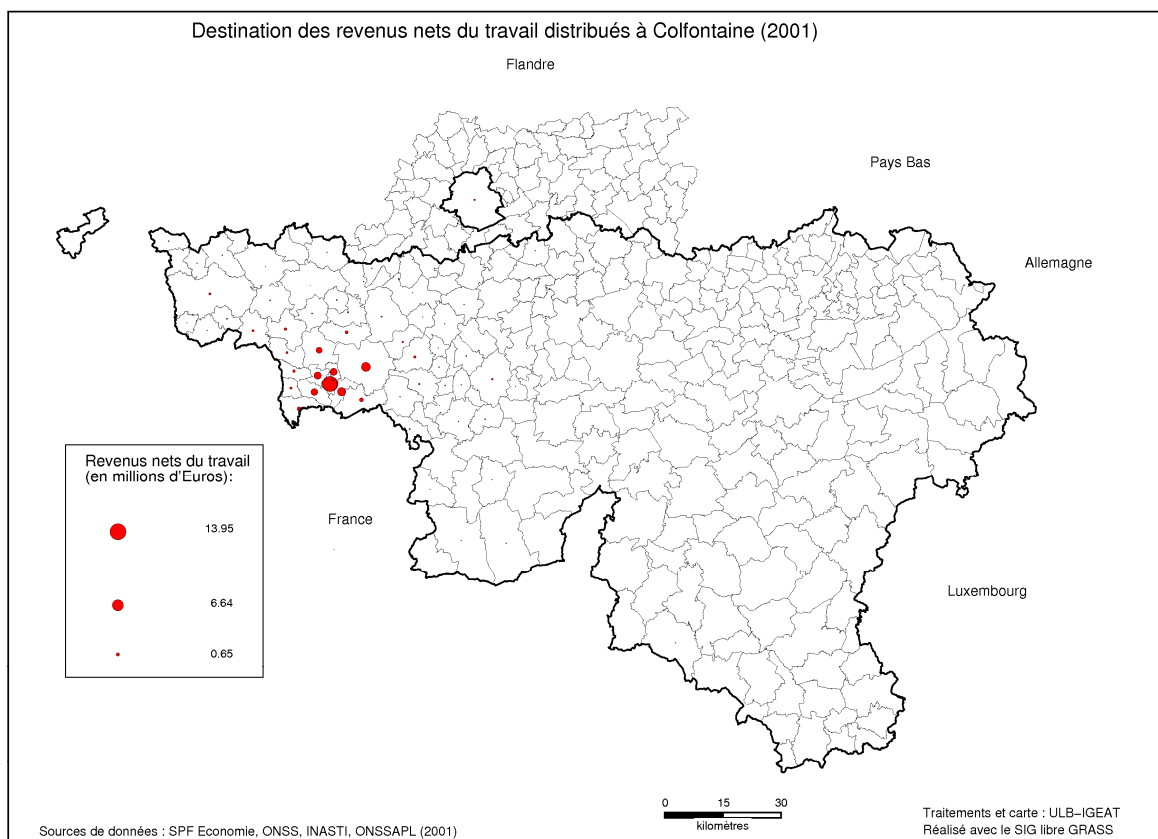 Destination des revenus nets du travail distribués à Colfontaine (2001)
Flandre
Pays Bas
Allemagne
Revenus nets du travail
(en millions d'Euros):
13.95
6.64
0.65
France
Luxembourg
0 15 30
kilomètres
Sources de données : SPF Economie, ONSS, INASTI, ONSSAPL (2001)
Traitements et carte : ULB-IGEAT
Réalisé avec le SIG libre GRASS